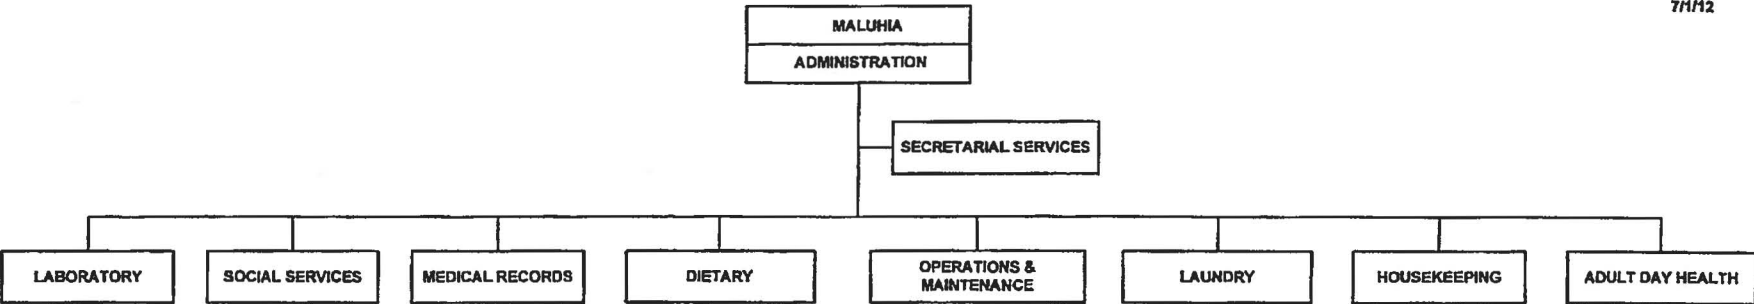 7/1/12
MALUHIA
ADMINISTRATION
SECRETARIAL SERVICES
LABORATORY
SOCIAL SERVICES
MEDICAL RECORDS
DIETARY
OPERATIONS &
MAINTENANCE
LAUNDRY
HOUSEKEEPING
ADULT DAY HEALTH